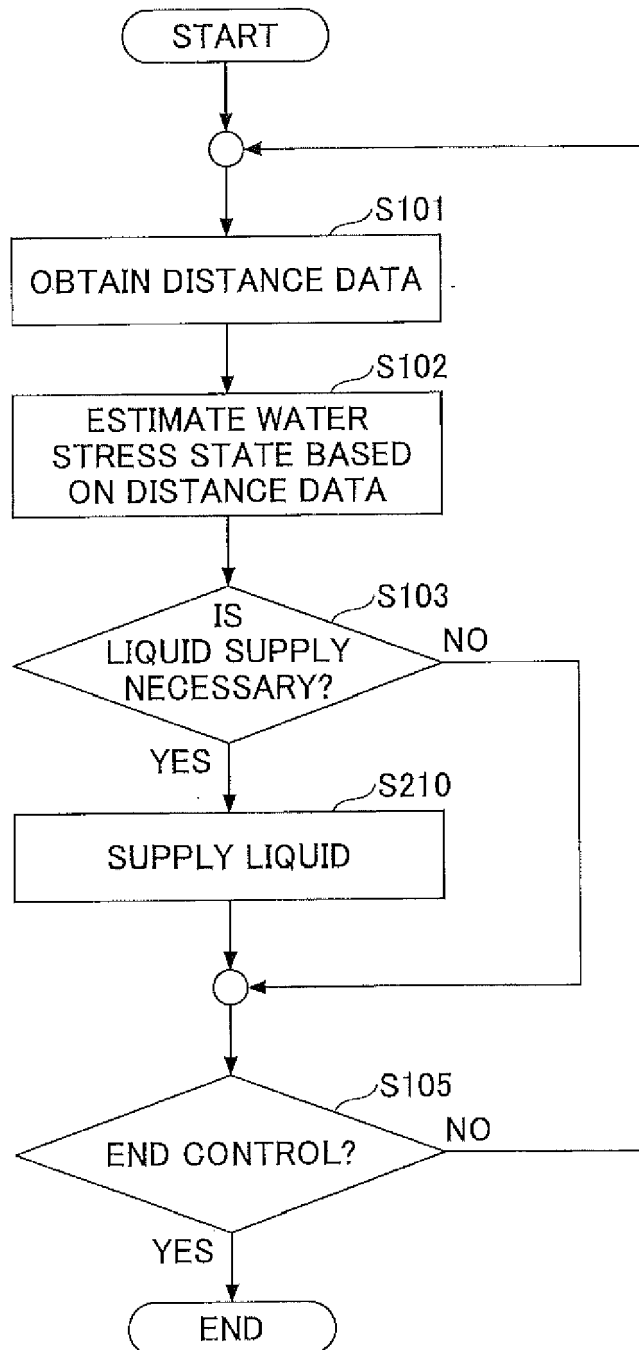 START
S101
OBTAIN DISTANCE DATA
S102
ESTIMATE WATER
STRESS STATE BASED
ON DISTANCE DATA
S103
IS
LIQUID SUPPLY
NECESSARY?
NO
YES
S210
SUPPLY LIQUID
S105
END CONTROL?
NO
YES
END